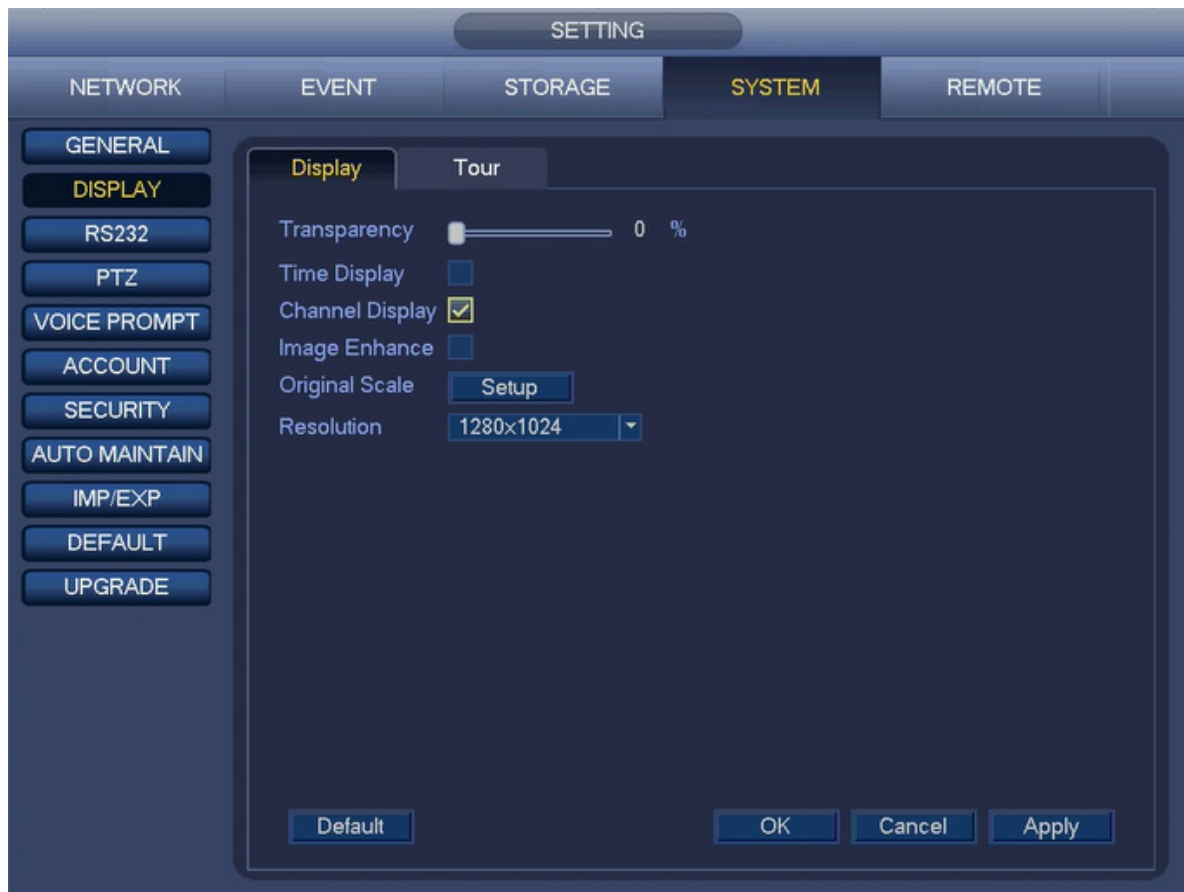 SETTING
NETWORK EVENT STORAGE SYSTEM REMOTE
GENERAL
DISPLAY
RS232
PTZ
VOICE PROMPT
ACCOUNT
SECURITY
AUTO MAINTAIN
IMP/EXP
DEFAULT
UPGRADE
Display Tour
Transparency 0 %
Time Display
Channel Display
Image Enhance
Original Scale Setup
Resolution 1280×1024
Default OK Cancel Apply